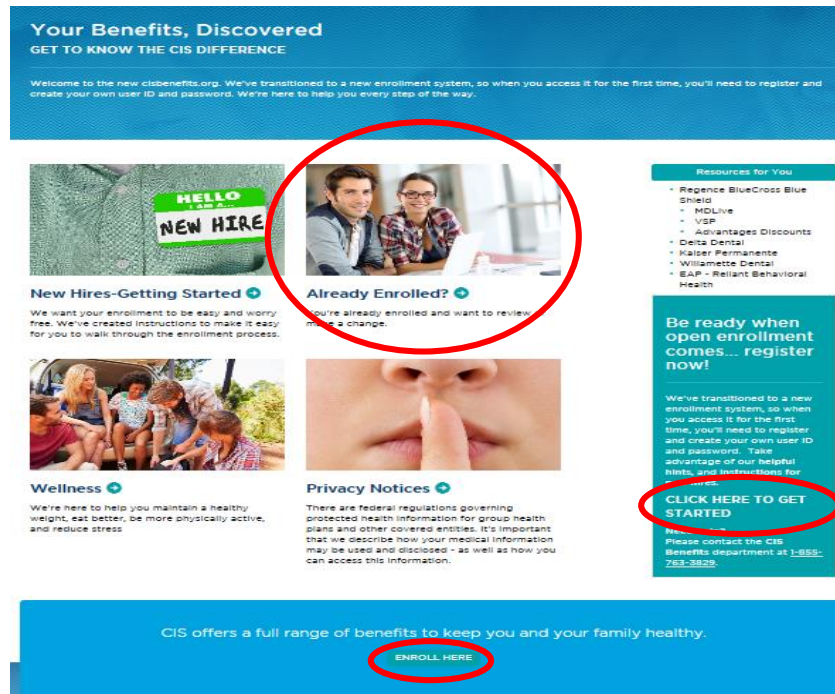 Your Benefits, Discovered
GET TO KNOW THE CIS DIFFERENCE
Welcome to the new cisbenefits.org. We've transitioned to a new enrollment system, so when you access it for the first time, you'll need to register and
create your own user ID and password. We're here to help you every step of the way.
HELLO
I AM A...
NEW HIRE
New Hires-Getting Started
We want your enrollment to be easy and worry
free. We've created instructions to make it easy
for you to walk through the enrollment process.
Already Enrolled?
You're already enrolled and want to review
make a change.
Wellness
We're here to help you maintain a healthy
weight, eat better, be more physically active,
and reduce stress
Privacy Notices
There are federal regulations governing
protected health information for group health
plans and other covered entities. It's important
that we describe how your medical information
may be used and disclosed - as well as how you
can access this information.
Resources for You
• Regence BlueCross Blue
Shield
• MDLive
• VSP
• Advantages Discounts
• Delta Dental
• Kaiser Permanente
• Willamette Dental
• EAP - Reliant Behavioral
Health
Be ready when
open enrollment
comes... register
now!
We've transitioned to a new
enrollment system, so when
you access it for the first
time, you'll need to register
and create your own user ID
and password. Take
advantage of our helpful
hints, and instructions for
CLICK HERE TO GET
STARTED
Please contact the CIS
Benefits department at 1-855-
763-3829.
CIS offers a full range of benefits to keep you and your family healthy.
ENROLL HERE